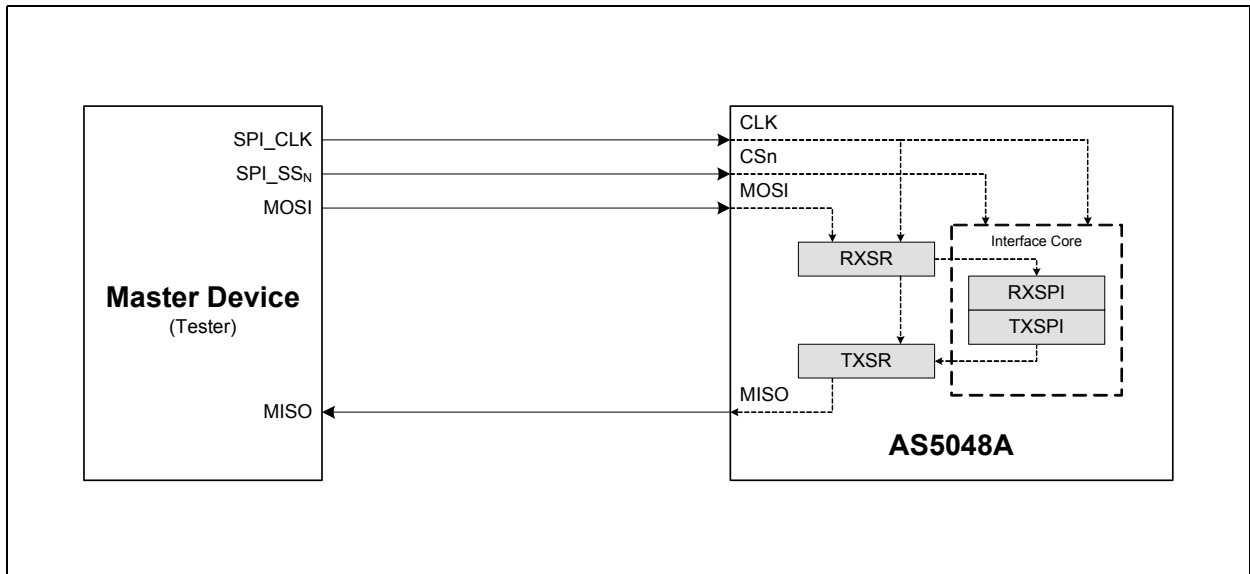 SPI_CLK
SPI_SSN
MOSI
Master Device
(Tester)
MISO
CLK
CSn
MOSI
Interface Core
RXSR
RXSPI
TXSPI
TXSR
MISO
AS5048A